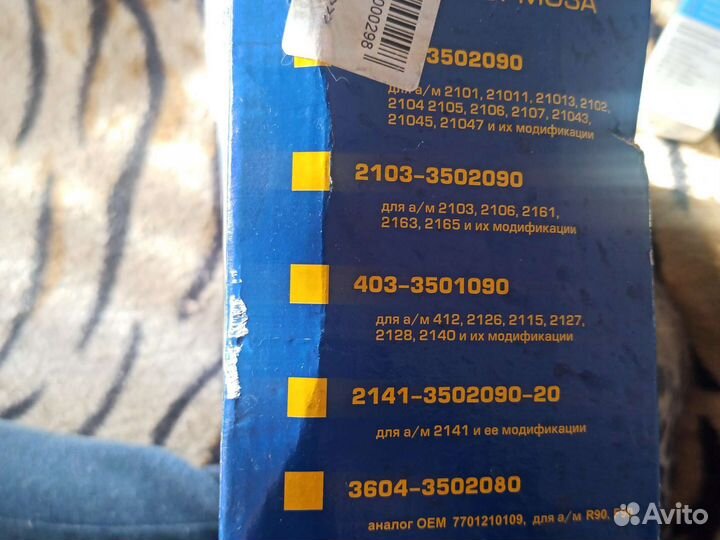 000298
-3502090
для а/м 2101, 21011, 21013, 2102,
2104 2105, 2106, 2107, 21043,
21045, 21047 и их модификации
2103-3502090
для а/м 2103, 2106, 2161,
2163, 2165 и их модификации
403-3501090
для а/м 412, 2126, 2115, 2127,
2128, 2140 и их модификации
2141-3502090-20
для а/м 2141 и ее модификации
3604-3502080
аналог OEM 7701210109, для а/м R90.
Avito